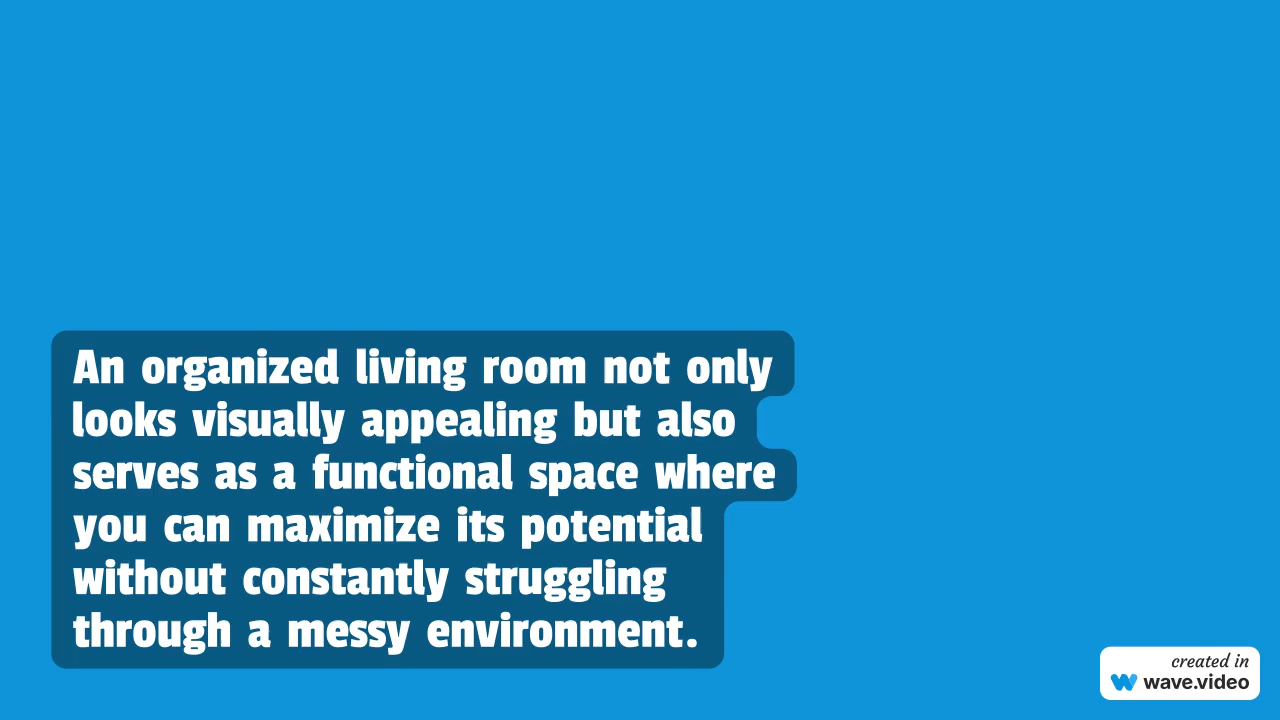 An organized living room not only
looks visually appealing but also
serves as a functional space where
you can maximize its potential
without constantly struggling
through a messy environment.
created in
wave.video